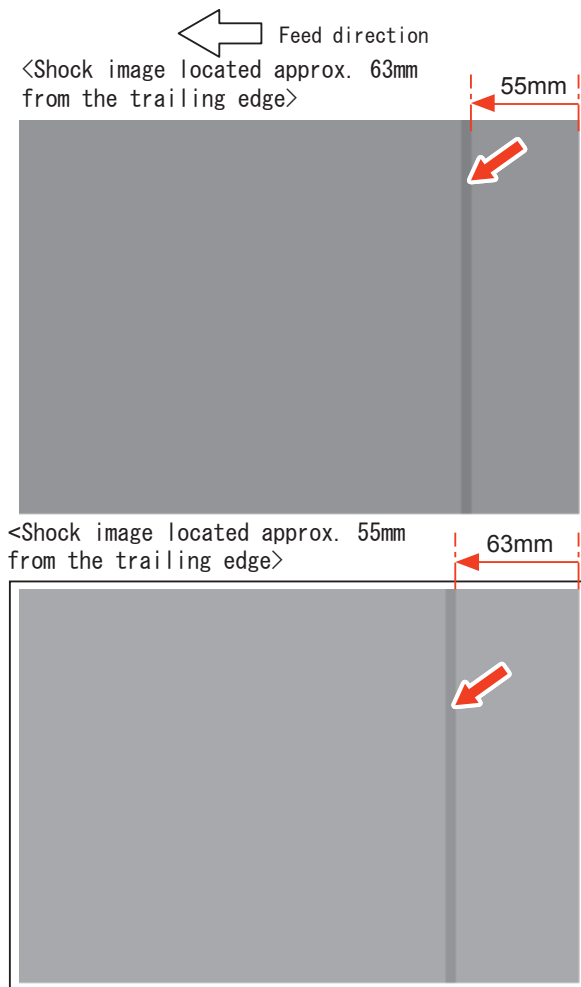 Feed direction
<Shock image located approx. 63mm
from the trailing edge>
55mm
<Shock image located approx. 55mm
from the trailing edge>
63mm